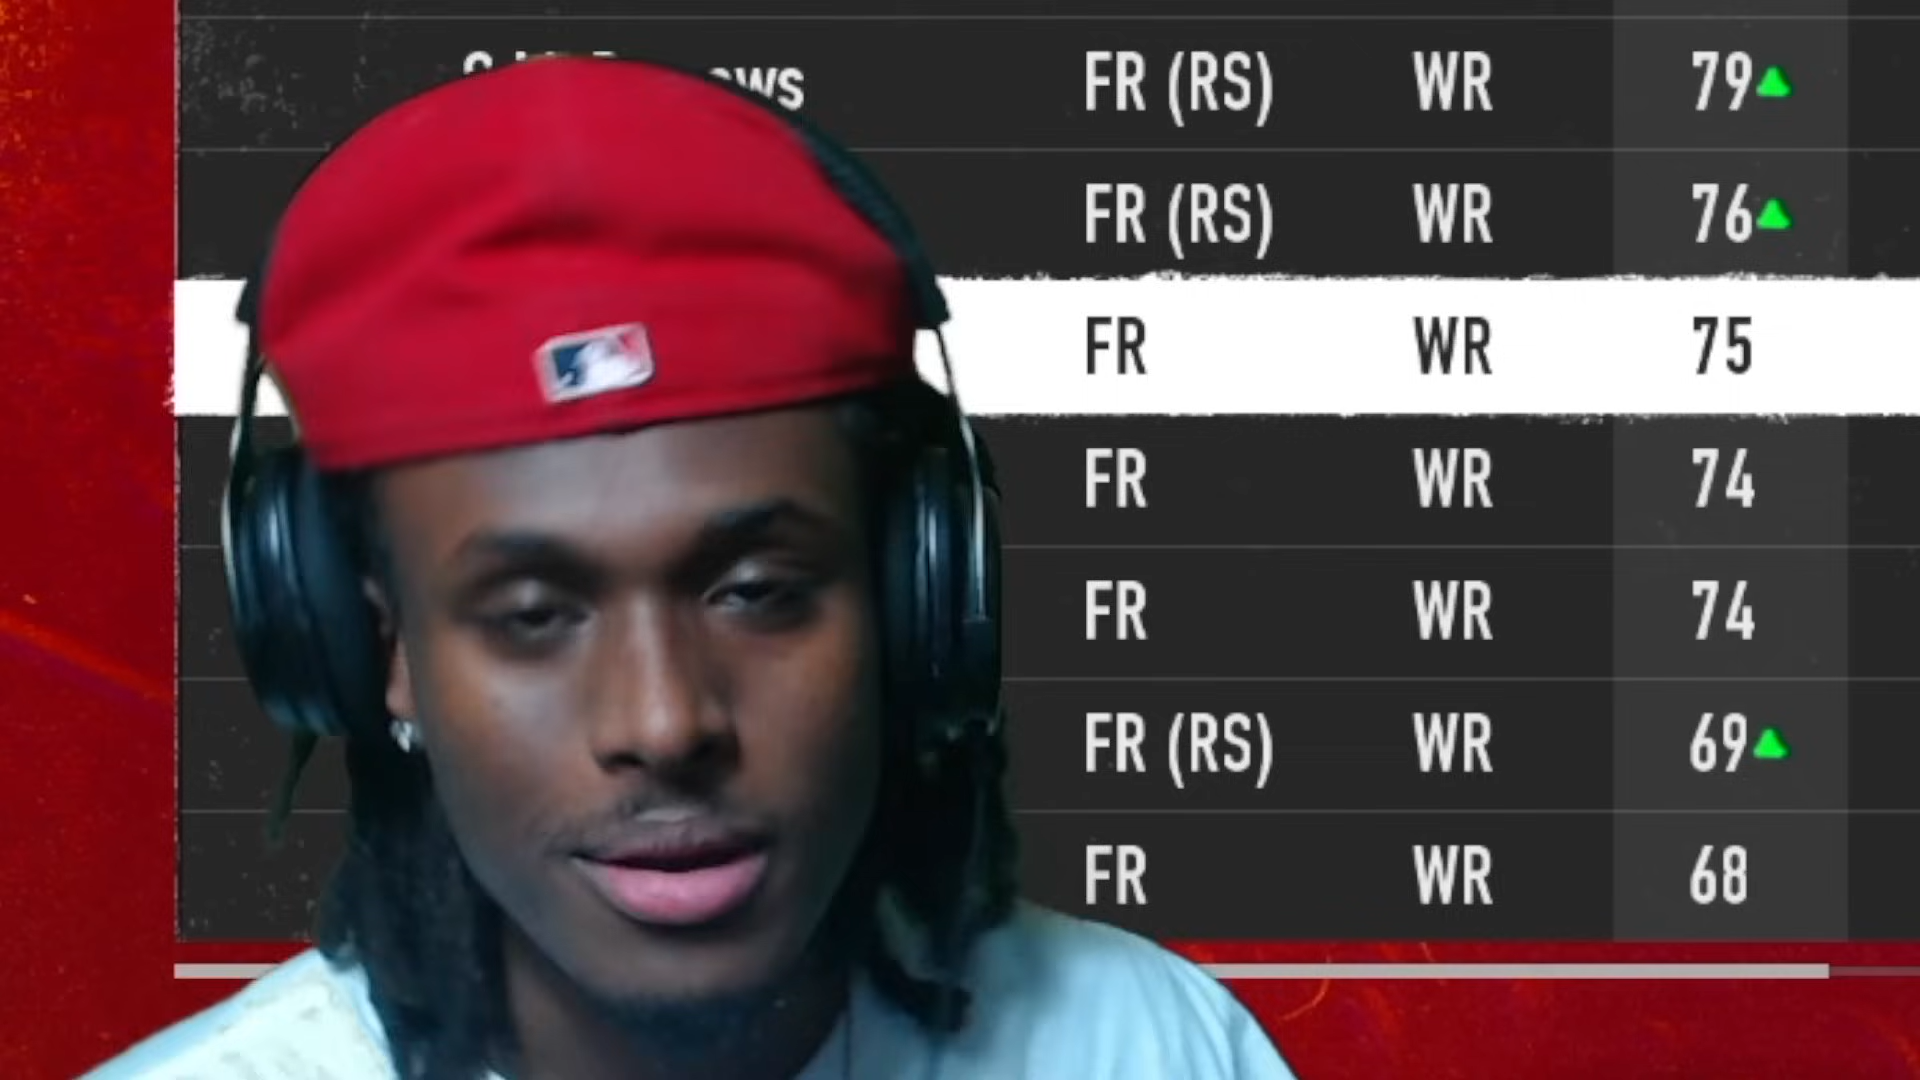 FR (RS) WR 79
FR (RS) WR 76
FR WR 75
FR WR 74
FR WR 74
FR (RS) WR 69
FR WR 68